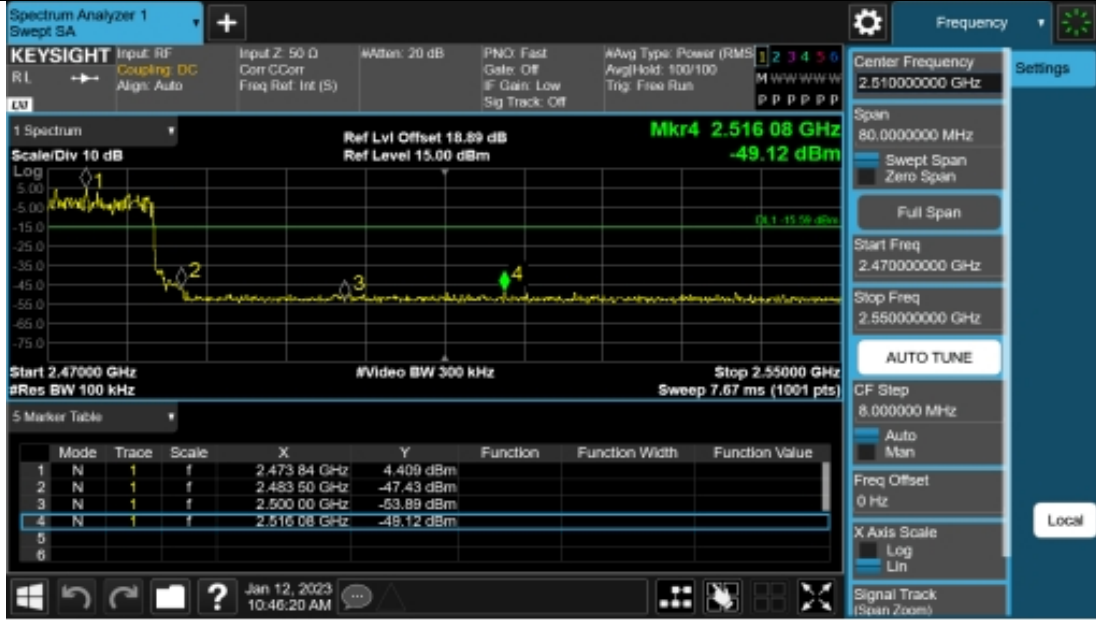 Spectrum Analyzer 1
Swept SA
+
Frequency
KEYSIGHT
RL
LXI
Input: RF
Coupling: DC
Align: Auto
Input Z: 50 Ω
Corr CCorr
Freq Ref: Int (S)
#Atten: 20 dB
PNO: Fast
Gate: Off
IF Gain: Low
Sig Track: Off
#Avg Type: Power (RMS
Avg|Hold: 100/100
Trig: Free Run
1 2 3 4 5 6
M W W W W W
P P P P P P
Center Frequency
2.510000000 GHz
Settings
1 Spectrum
Scale/Div 10 dB
Ref Lvl Offset 18.89 dB
Ref Level 15.00 dBm
Mkr4 2.516 08 GHz
-49.12 dBm
Log
5.00
-5.00
-15.0
-25.0
-35.0
-45.0
-55.0
-65.0
-75.0
1
2
3
4
DL1 -15.59 dBm
Start 2.47000 GHz
#Res BW 100 kHz
#Video BW 300 kHz
Stop 2.55000 GHz
Sweep 7.67 ms (1001 pts)
Span
80.0000000 MHz
Swept Span
Zero Span
Full Span
Start Freq
2.470000000 GHz
Stop Freq
2.550000000 GHz
AUTO TUNE
CF Step
8.000000 MHz
Auto
Man
Freq Offset
0 Hz
X Axis Scale
Log
Lin
Signal Track
(Span Zoom)
Local
5 Marker Table
Mode Trace Scale X Y Function Function Width Function Value
1 N 1 f 2.473 84 GHz 4.409 dBm
2 N 1 f 2.483 50 GHz -47.43 dBm
3 N 1 f 2.500 00 GHz -53.89 dBm
4 N 1 f 2.516 08 GHz -49.12 dBm
5
6
?
Jan 12, 2023
10:46:20 AM